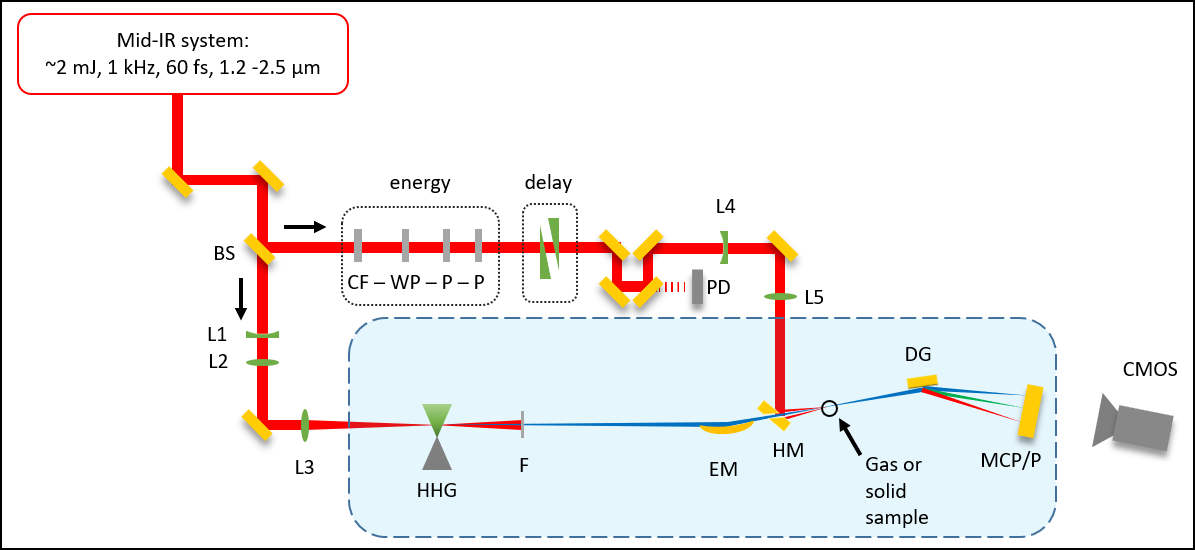 Mid-IR system:
~2 mJ, 1 kHz, 60 fs, 1.2 -2.5 µm
energy
delay
BS
CF – WP – P – P
L4
PD
L5
L1
L2
L3
HHG
F
EM
HM
DG
Gas or
solid
sample
MCP/P
CMOS